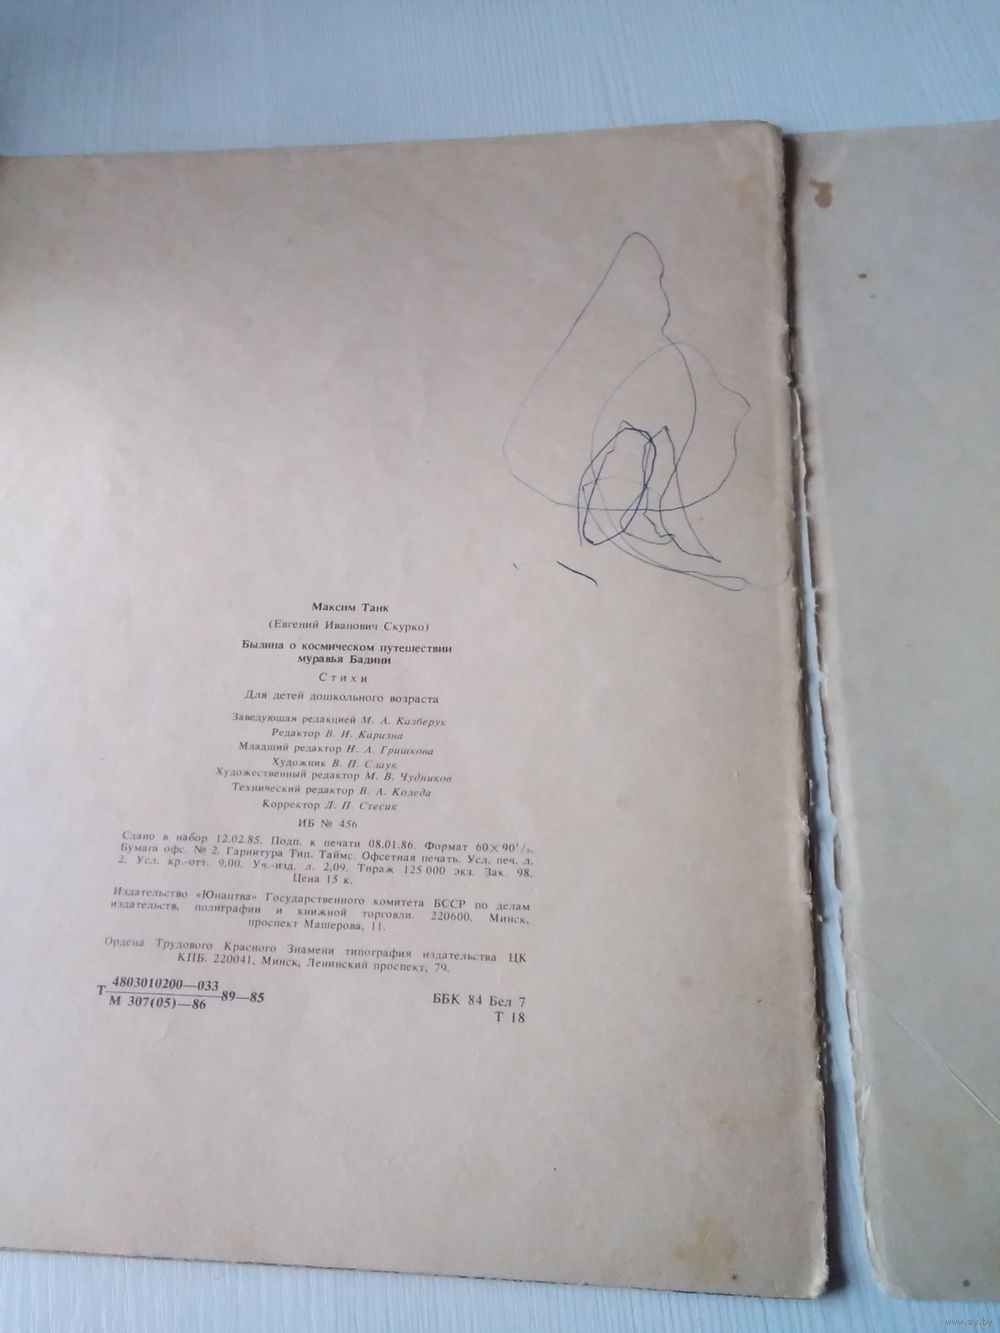 Максим Танк
(Евгений Иванович Скурко)
Былина о космическом путешествии
муравья Бадини
Стихи
Для детей дошкольного возраста
Заведующая редакцией М. А. Казберук
Редактор В. И. Каризна
Младший редактор Н. А. Гришкова
Художник В. П. Слаук
Художественный редактор М. В. Чудников
Технический редактор В. А. Коледа
Корректор Л. П. Стесик
ИБ № 456
Сдано в набор 12.02.85. Подп. к печати 08.01.86. Формат 60×90¹/₈.
Бумага офс. № 2. Гарнитура Тип. Таймс. Офсетная печать. Усл. печ. л.
2. Усл. кр.-отт. 9,00. Уч.-изд. л. 2,09. Тираж 125 000 экз. Зак. 98.
Цена 15 к.
Издательство «Юнацтва» Государственного комитета БССР по делам
издательств, полиграфии и книжной торговли. 220600, Минск,
проспект Машерова, 11.
Ордена Трудового Красного Знамени типография издательства ЦК
КПБ. 220041, Минск, Ленинский проспект, 79.
Т 4803010200—033
М 307(05)—86 89—85
ББК 84 Бел 7
Т 18
www.ay.by